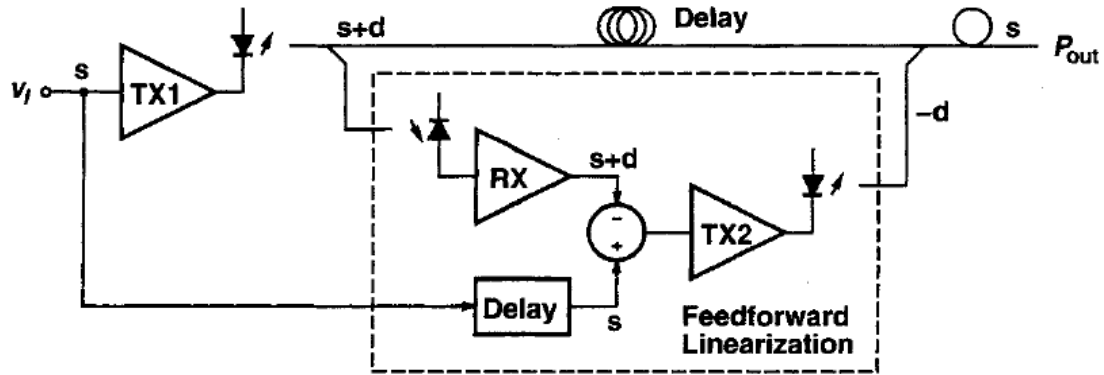 s+d
Delay
s
P_out
s
v_I
TX1
-d
RX
s+d
-
+
TX2
Delay
s
Feedforward
Linearization